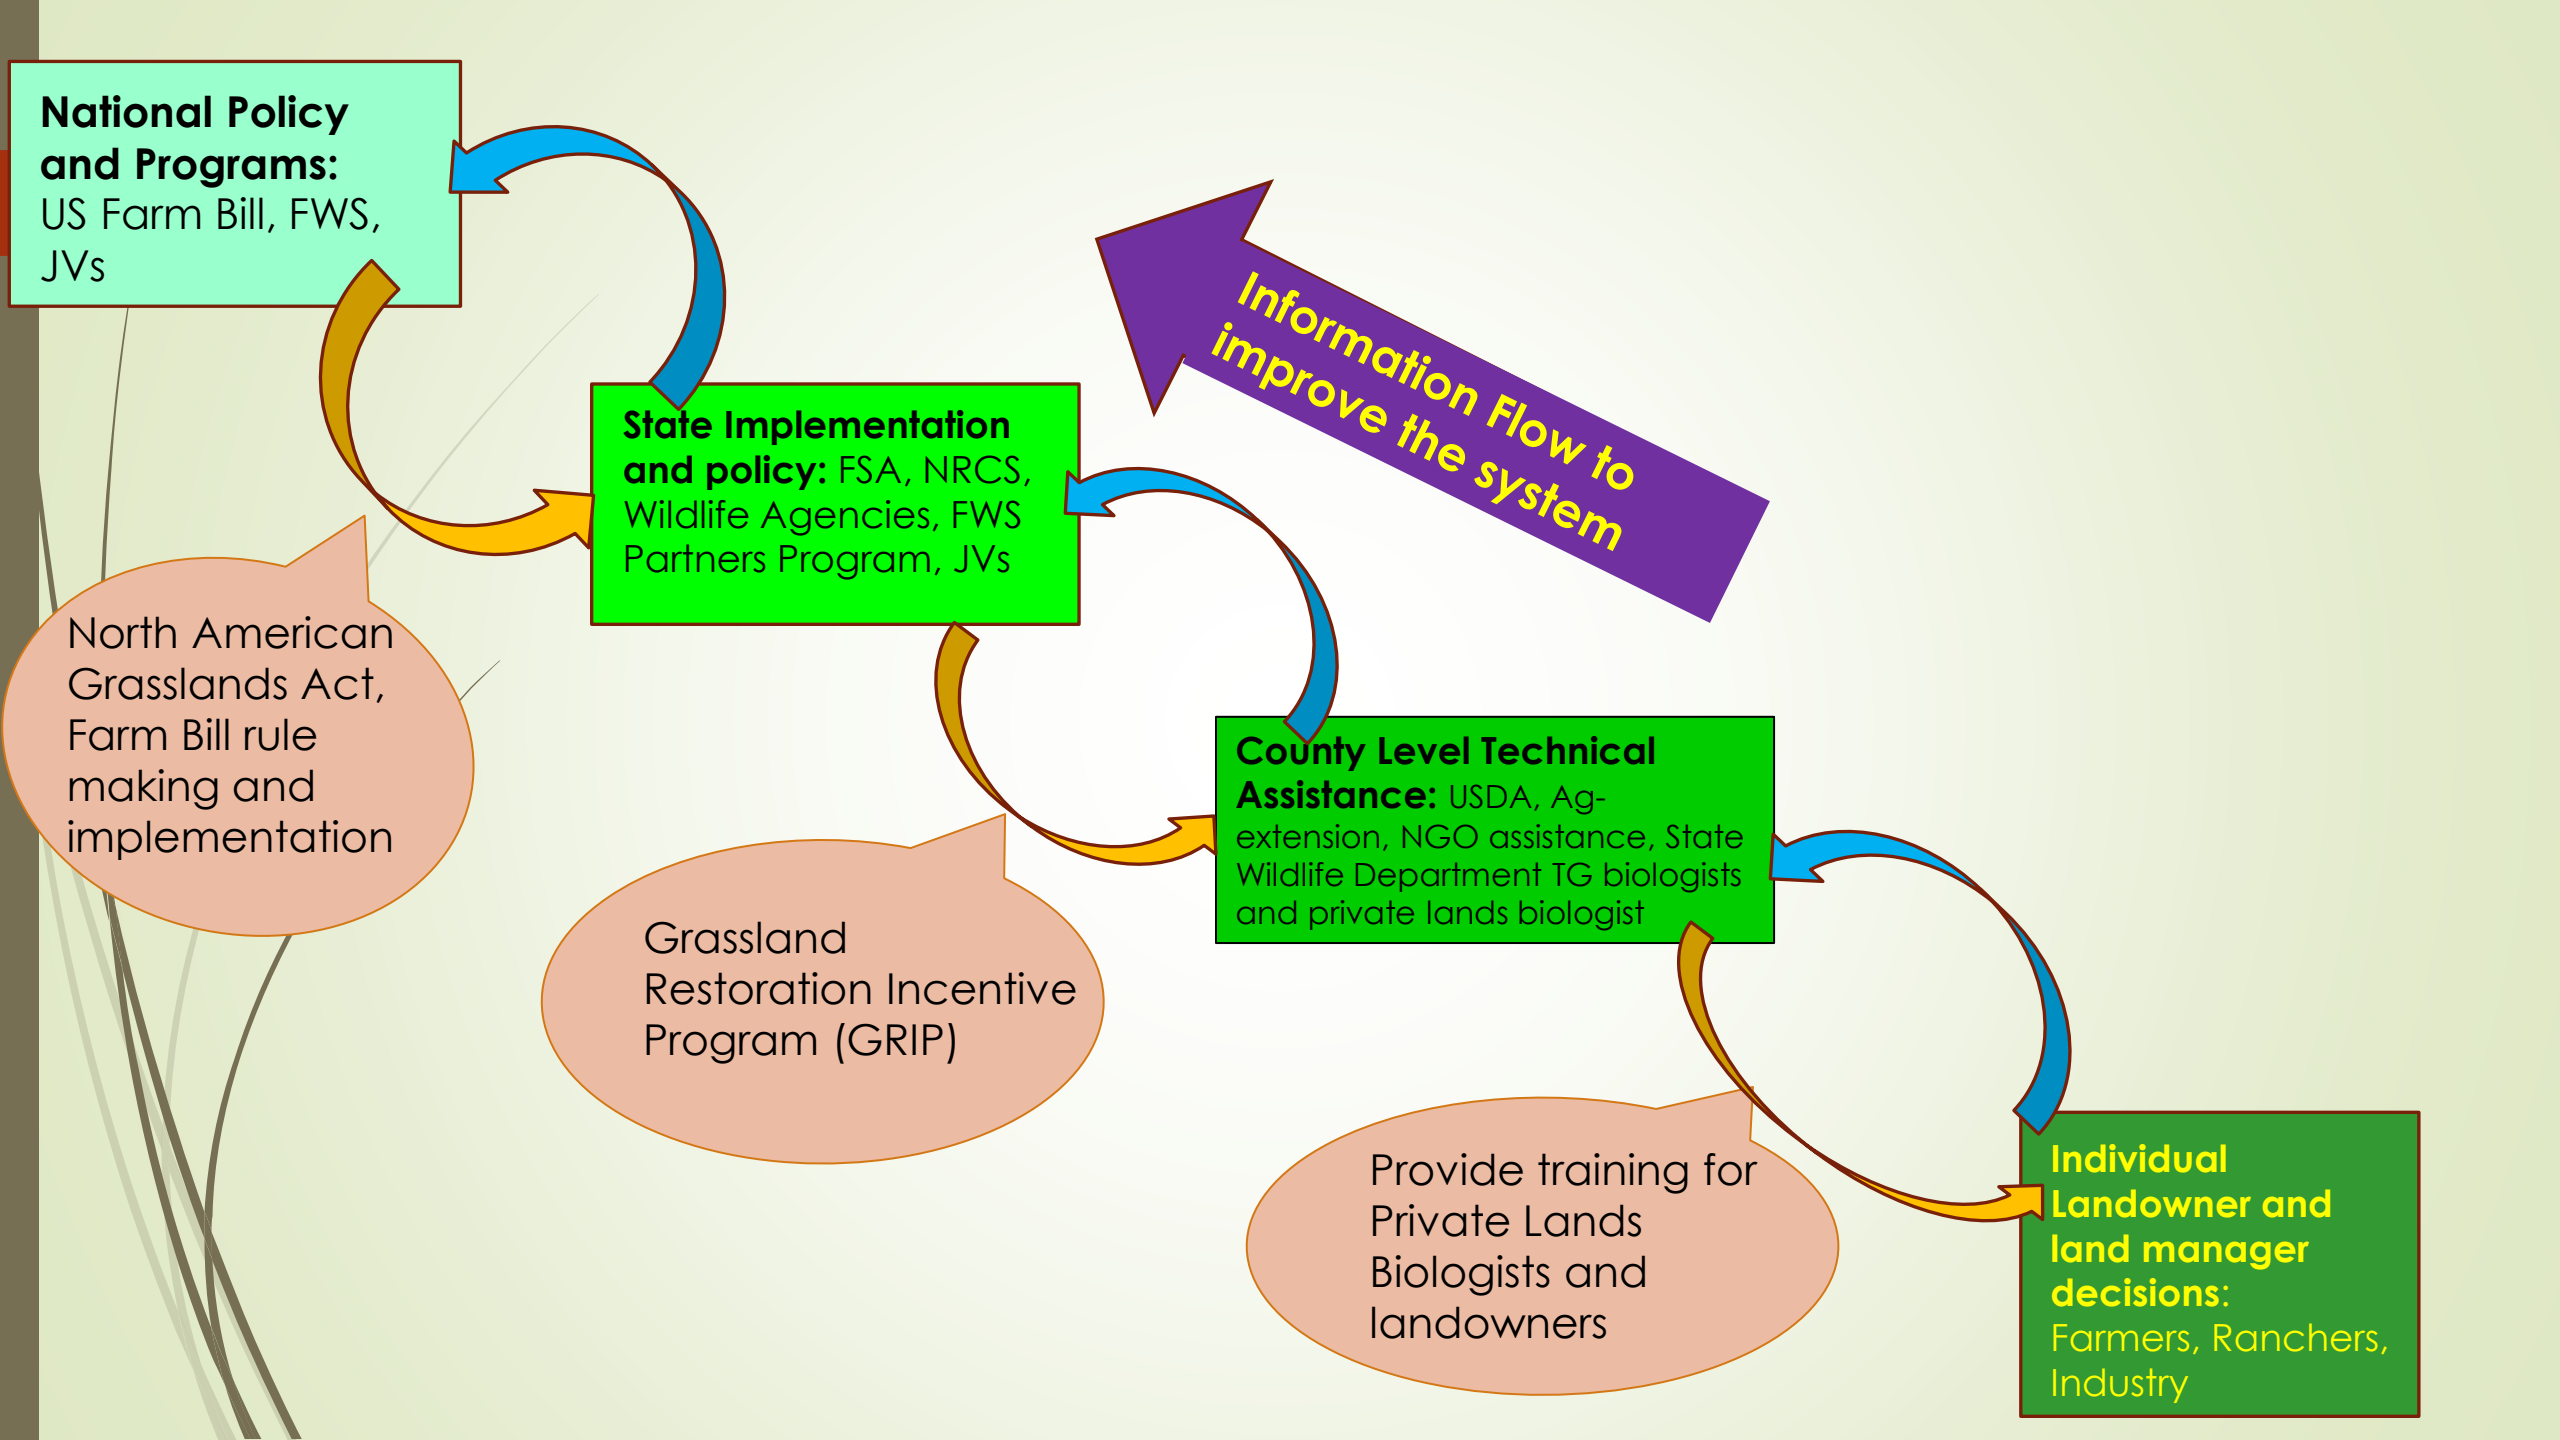 National Policy
and Programs:
US Farm Bill, FWS,
JVs
Information Flow to
improve the system
State Implementation
and policy: FSA, NRCS,
Wildlife Agencies, FWS
Partners Program, JVs
North American
Grasslands Act,
Farm Bill rule
making and
implementation
County Level Technical
Assistance: USDA, Ag-
extension, NGO assistance, State
Wildlife Department TG biologists
and private lands biologist
Grassland
Restoration Incentive
Program (GRIP)
Provide training for
Private Lands
Biologists and
landowners
Individual
Landowner and
land manager
decisions:
Farmers, Ranchers,
Industry